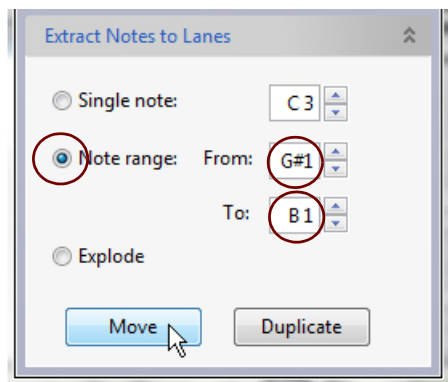 Extract Notes to Lanes
Single note: C 3
Note range: From: G#1
To: B 1
Explode
Move Duplicate